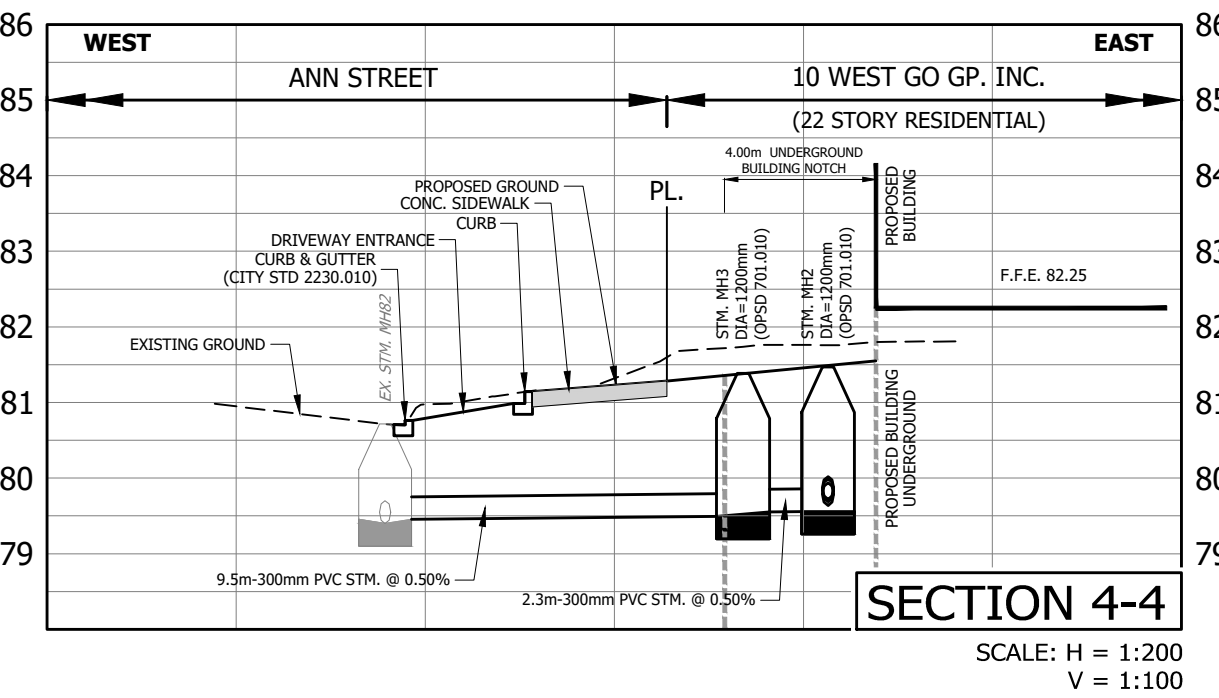 86
86
WEST
EAST
ANN STREET
10 WEST GO GP. INC.
85
85
(22 STORY RESIDENTIAL)
4.00m UNDERGROUND
BUILDING NOTCH
84
84
PROPOSED GROUND
CONC. SIDEWALK
CURB
PL.
PROPOSED
BUILDING
DRIVEWAY ENTRANCE
83
83
CURB & GUTTER
(CITY STD 2230.010)
EX. STM. MH82
STM. MH3
DIA=1200mm
(OPSD 701.010)
STM. MH2
DIA=1200mm
(OPSD 701.010)
F.F.E. 82.25
82
82
EXISTING GROUND
81
81
PROPOSED BUILDING
UNDERGROUND
80
80
79
79
9.5m-300mm PVC STM. @ 0.50%
2.3m-300mm PVC STM. @ 0.50%
SECTION 4-4
SCALE: H = 1:200
V = 1:100